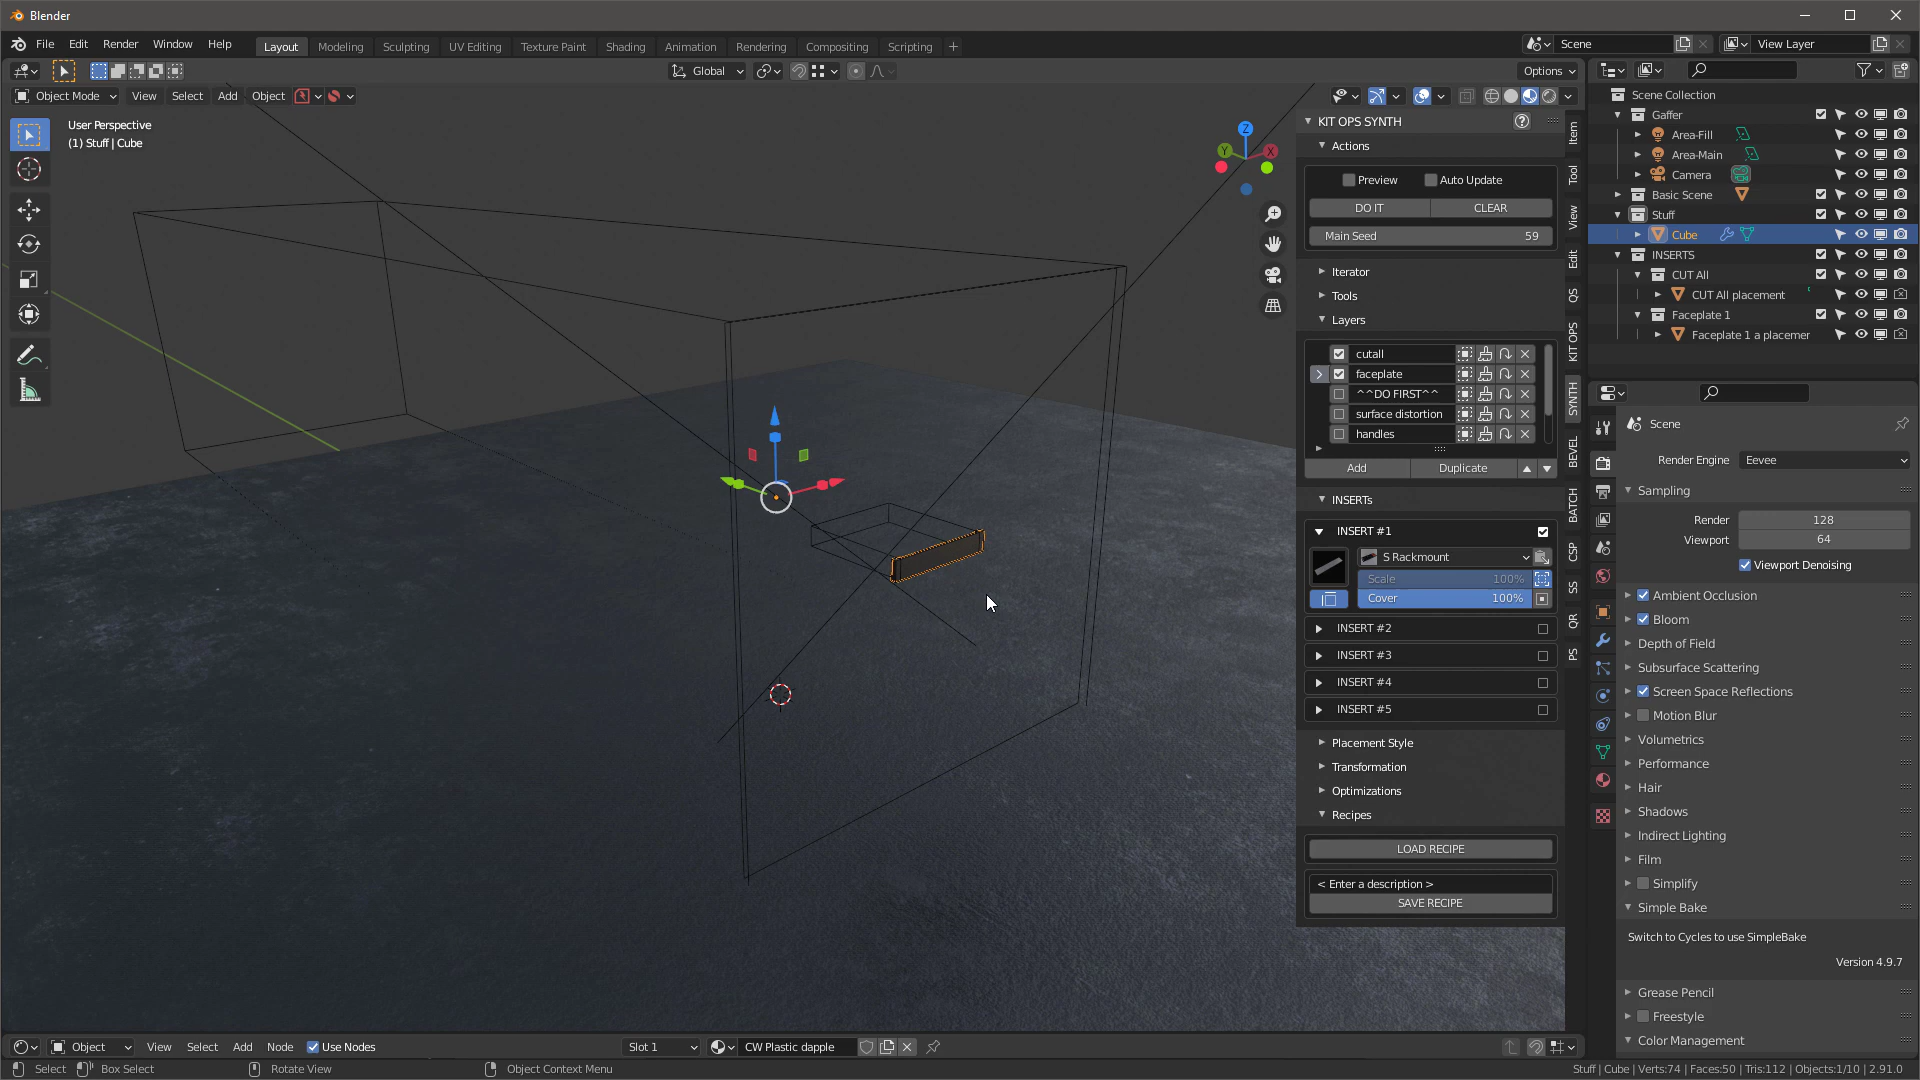 Blender
File Edit Render Window Help Layout Modeling Sculpting UV Editing Texture Paint Shading Animation Rendering Compositing Scripting + Scene View Layer
Global Options
Object Mode View Select Add Object
User Perspective
(1) Stuff | Cube
Z
Y
X
KIT OPS SYNTH
Actions
Preview Auto Update
DO IT CLEAR
Main Seed 59
Iterator
Tools
Layers
cutall
faceplate
^^DO FIRST^^
surface distortion
handles
Add Duplicate
INSERTs
INSERT #1
S Rackmount
Scale 100%
Cover 100%
INSERT #2
INSERT #3
INSERT #4
INSERT #5
Placement Style
Transformation
Optimizations
Recipes
LOAD RECIPE
< Enter a description >
SAVE RECIPE
Item
Tool
View
Edit
QS
KIT OPS
SYNTH
BEVEL
BATCH
CSP
SS
QR
PS
Scene Collection
Gaffer
Area-Fill
Area-Main
Camera
Basic Scene
Stuff
Cube
INSERTS
CUT All
CUT All placement
Faceplate 1
Faceplate 1 a placemer
Scene
Render Engine Eevee
Sampling
Render 128
Viewport 64
Viewport Denoising
Ambient Occlusion
Bloom
Depth of Field
Subsurface Scattering
Screen Space Reflections
Motion Blur
Volumetrics
Performance
Hair
Shadows
Indirect Lighting
Film
Simplify
Simple Bake
Switch to Cycles to use SimpleBake
Version 4.9.7
Grease Pencil
Freestyle
Color Management
Object View Select Add Node Use Nodes Slot 1 CW Plastic dapple
Select Box Select Rotate View Object Context Menu Stuff | Cube | Verts:74 | Faces:50 | Tris:112 | Objects:1/10 | 2.91.0